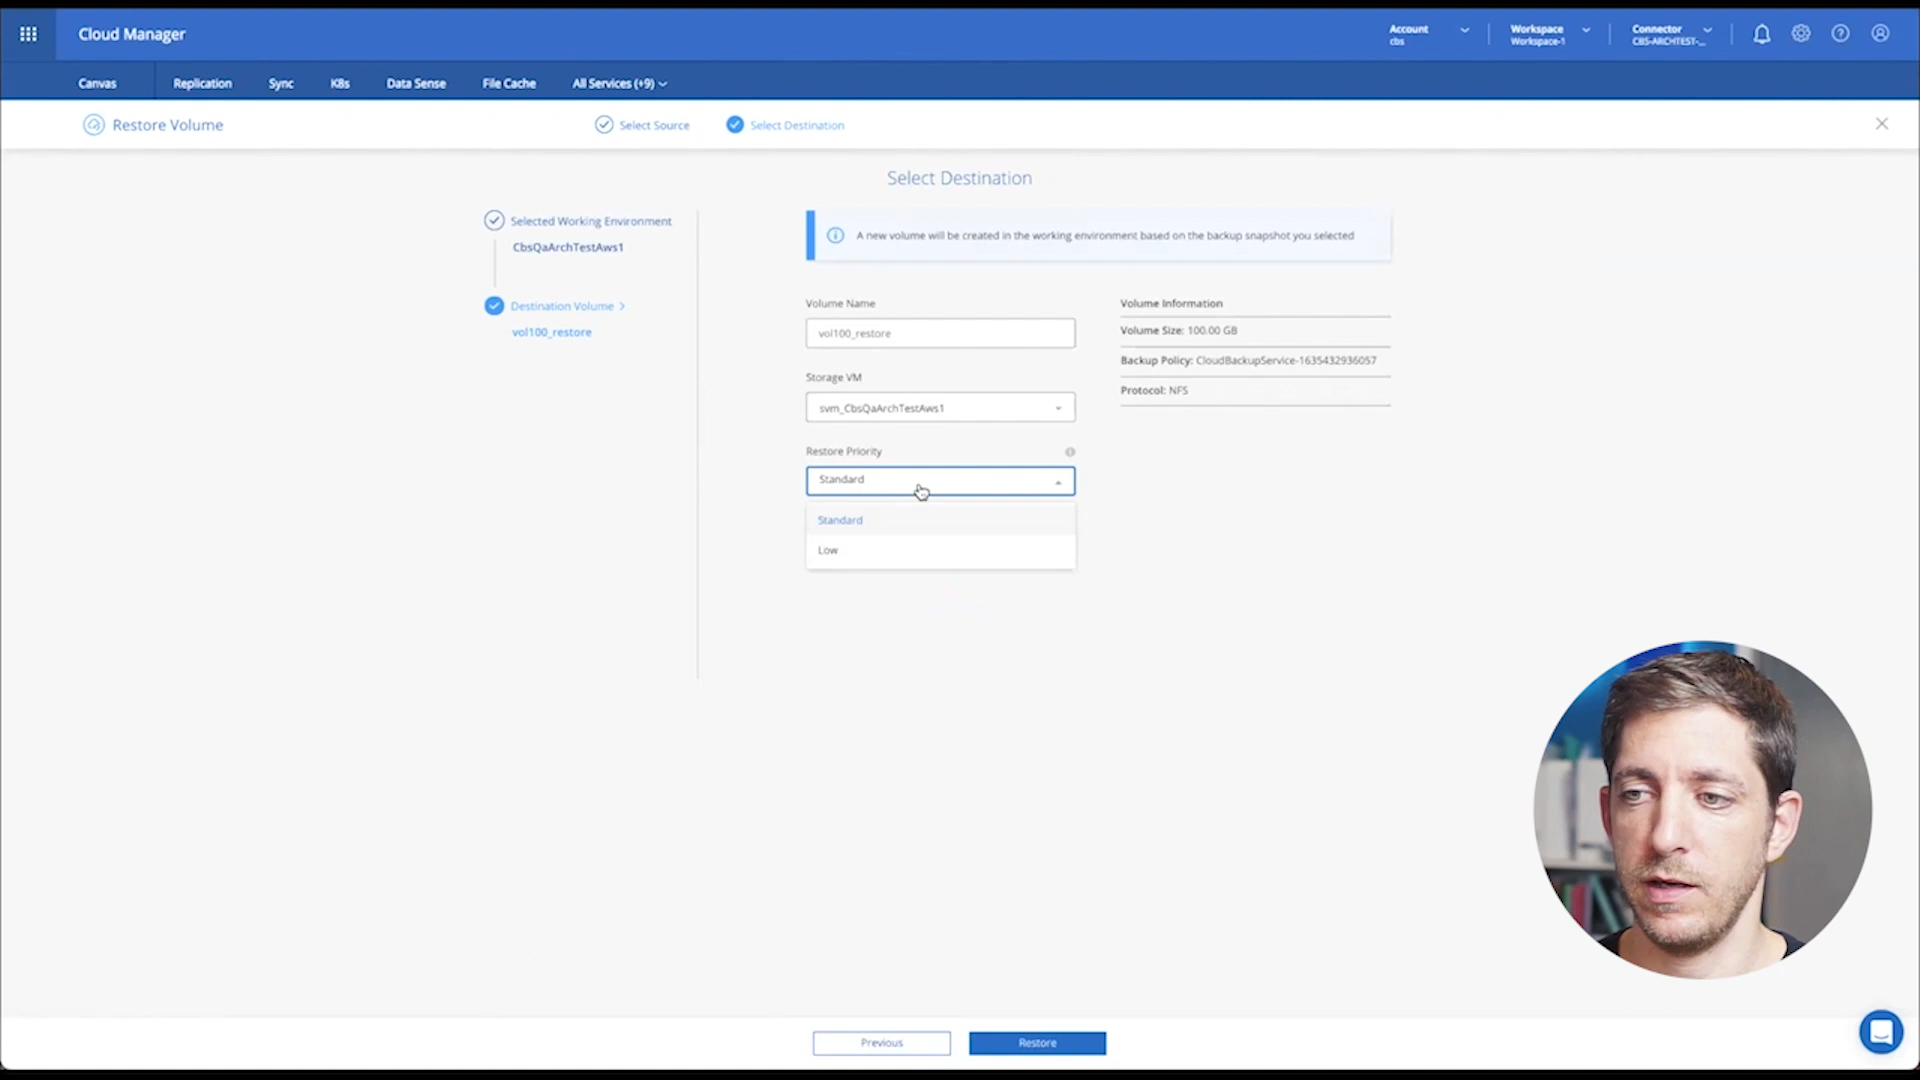 Cloud Manager
Account
cbs
Workspace
Workspace-1
Connector
CBS-ARCHTEST-...
Canvas
Replication
Sync
K8s
Data Sense
File Cache
All Services (+9)
Restore Volume
Select Source
Select Destination
Select Destination
Selected Working Environment
CbsQaArchTestAws1
Destination Volume >
vol100_restore
A new volume will be created in the working environment based on the backup snapshot you selected
Volume Name
vol100_restore
Storage VM
svm_CbsQaArchTestAws1
Restore Priority
Standard
Standard
Low
Volume Information
Volume Size: 100.00 GB
Backup Policy: CloudBackupService-1635432936057
Protocol: NFS
Previous
Restore